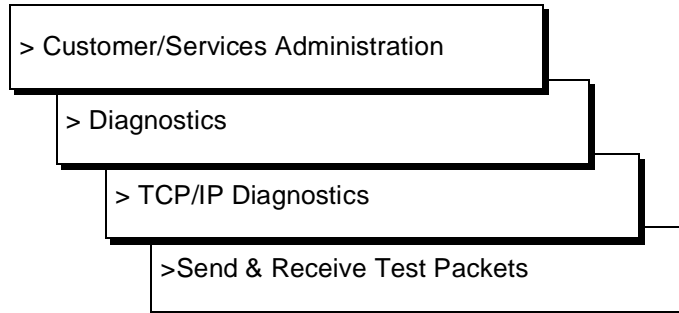 > Customer/Services Administration
> Diagnostics
> TCP/IP Diagnostics
>Send & Receive Test Packets